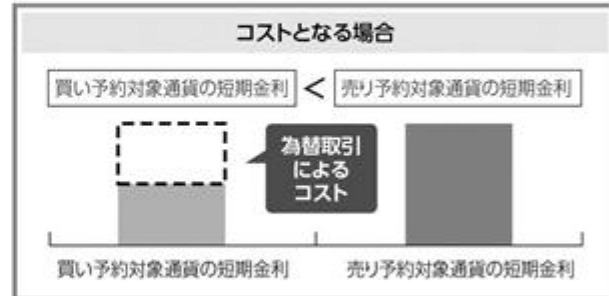 コストとなる場合
買い予約対象通貨の短期金利 < 売り予約対象通貨の短期金利
為替取引
による
コスト
買い予約対象通貨の短期金利 売り予約対象通貨の短期金利